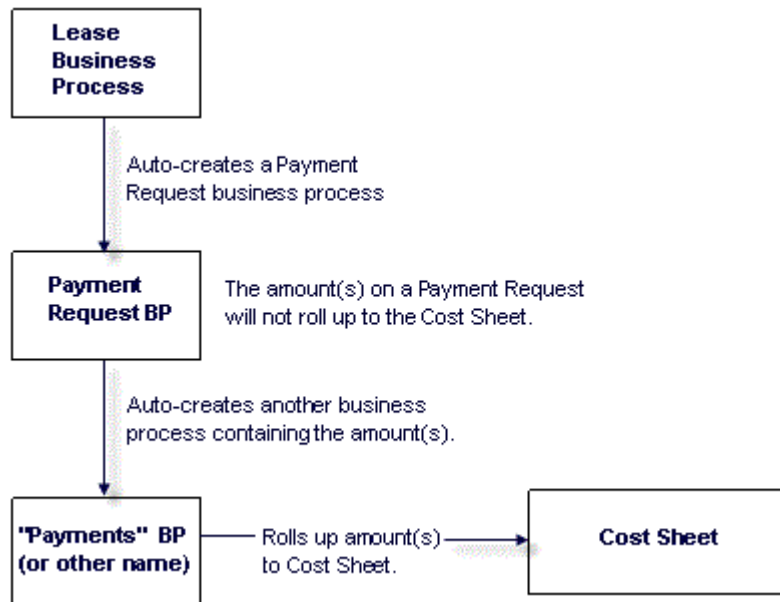 Lease
Business
Process
Auto-creates a Payment
Request business process
Payment
Request BP
The amount(s) on a Payment Request
will not roll up to the Cost Sheet.
Auto-creates another business
process containing the amount(s).
"Payments" BP
(or other name)
Rolls up amount(s)
to Cost Sheet.
Cost Sheet